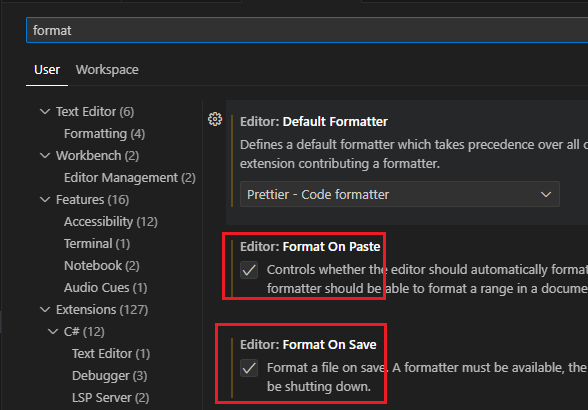 format
User
Workspace
Text Editor (6)
Formatting (4)
Workbench (2)
Editor Management (2)
Features (16)
Accessibility (12)
Terminal (1)
Notebook (2)
Audio Cues (1)
Extensions (127)
C# (12)
Text Editor (1)
Debugger (3)
LSP Server (2)
Editor: Default Formatter
Defines a default formatter which takes precedence over all
extension contributing a formatter.
Prettier - Code formatter
Editor: Format On Paste
Controls whether the editor should automatically format
formatter should be able to format a range in a docume
Editor: Format On Save
Format a file on save. A formatter must be available, the
be shutting down.